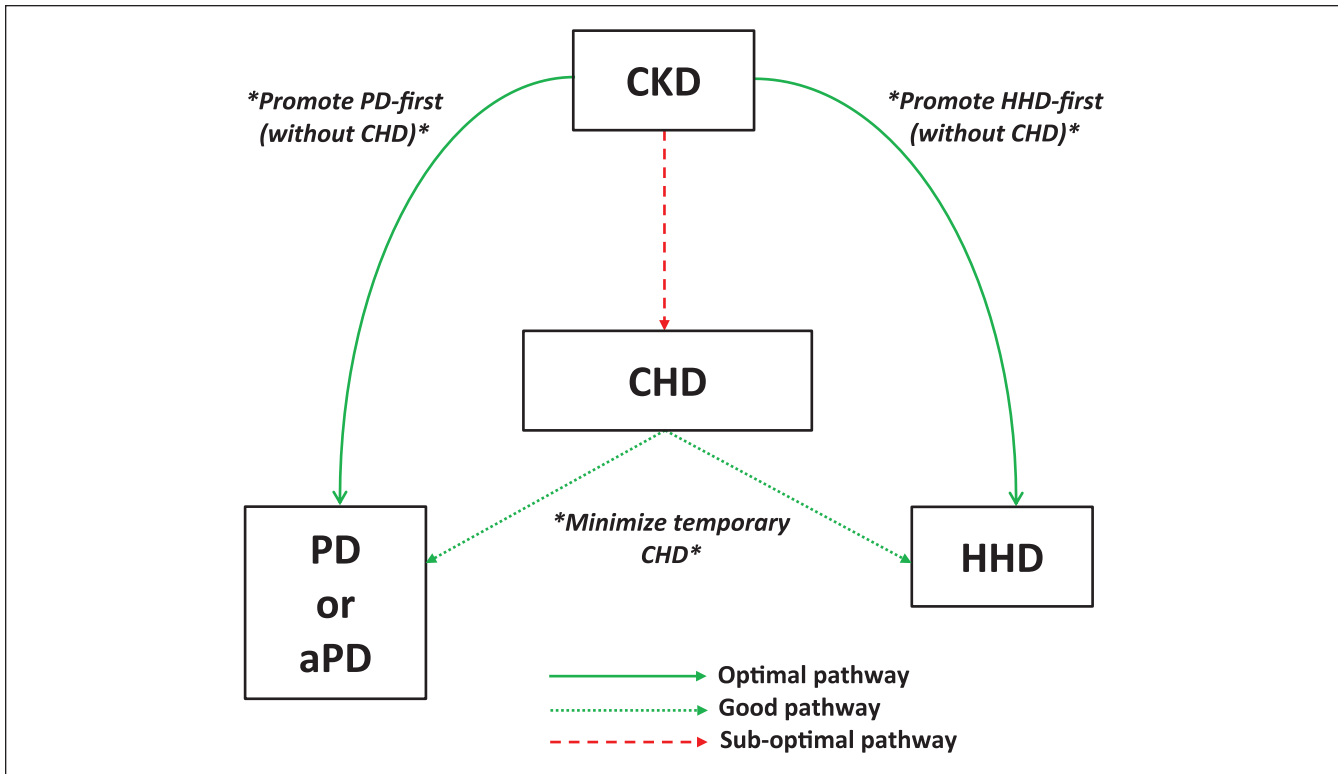 CKD
*Promote PD-first
(without CHD)*
*Promote HHD-first
(without CHD)*
CHD
*Minimize temporary
CHD*
PD
or
aPD
HHD
Optimal pathway
Good pathway
Sub-optimal pathway